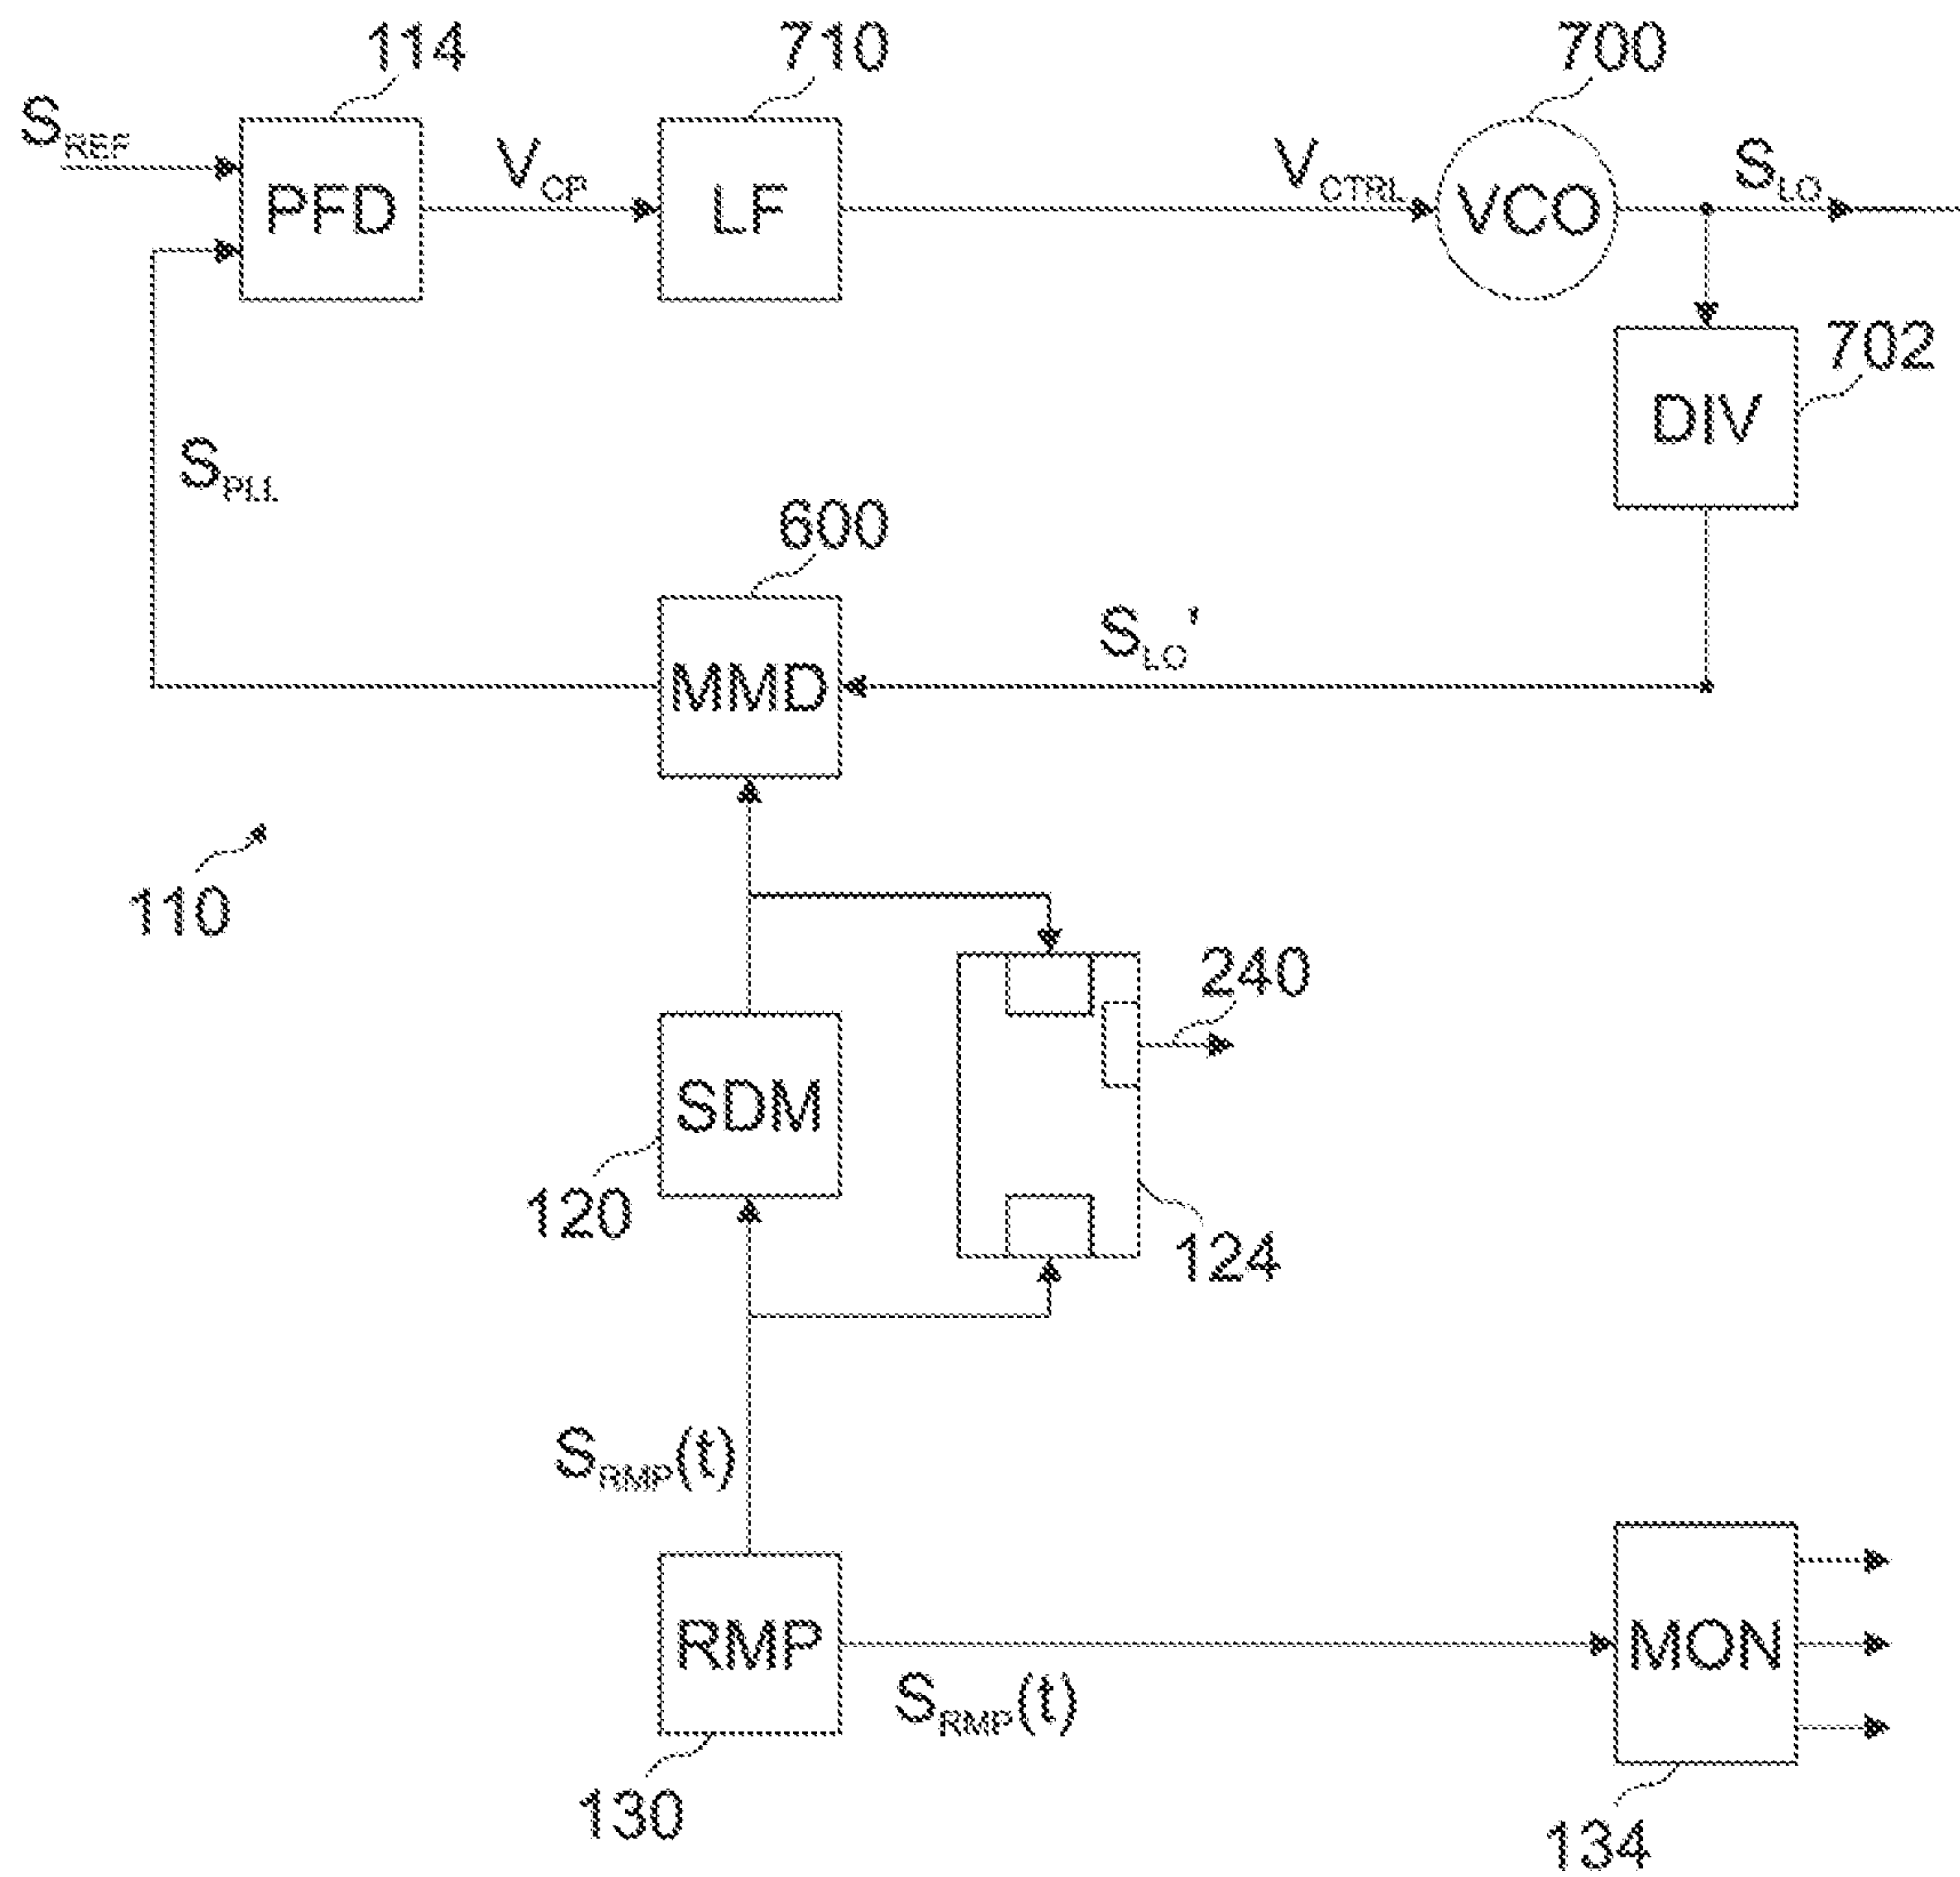 114
710
700
S_REF
PFD
V_CP
LF
V_CTRL
VCO
S_LO
702
DIV
S_PLL
600
MMD
S_LO'
110
240
SDM
120
124
S_RMP(t)
RMP
S_RMP(t)
MON
130
134